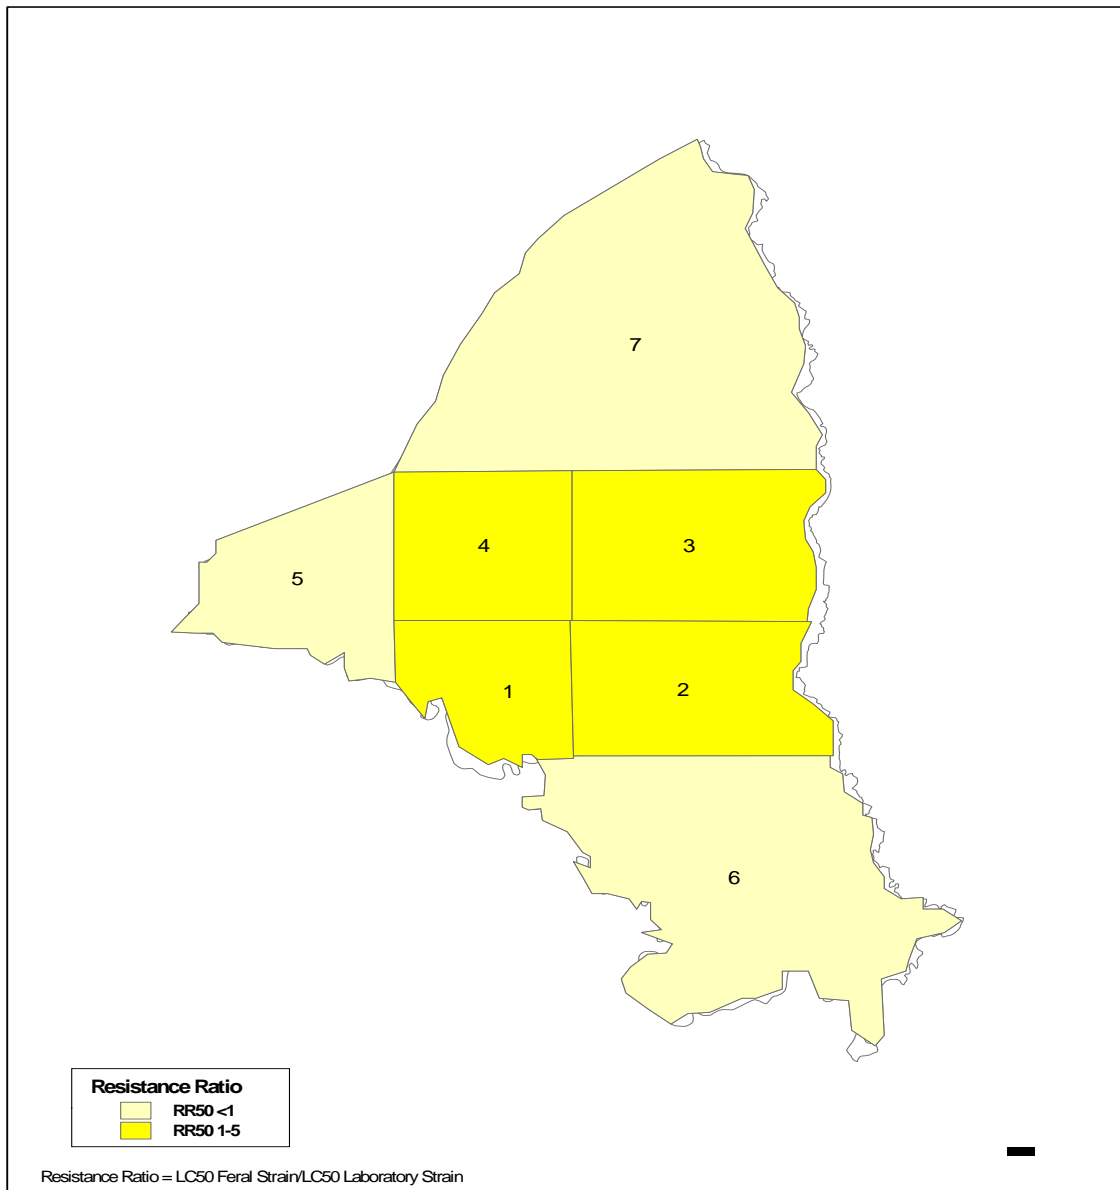 7
4
3
5
1
2
6
Resistance Ratio
RR50 <1
RR50 1-5
Resistance Ratio = LC50 Feral Strain/LC50 Laboratory Strain